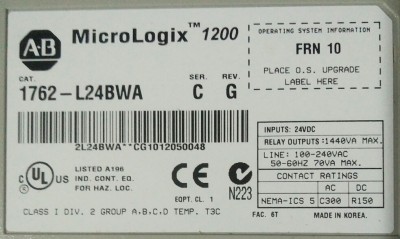 A-B
MicroLogix™ 1200
CAT. SER. REV.
1762-L24BWA C G
OPERATING SYSTEM INFORMATION
FRN 10
PLACE O.S. UPGRADE
LABEL HERE
2L24BWA**CG1012050048
C UL US
LISTED A196
IND. CONT. EQ.
FOR HAZ. LOC.
CE
EQPT. CL. 1
N223
CLASS I DIV. 2 GROUP A,B,C,D TEMP. T3C
INPUTS: 24VDC
RELAY OUTPUTS: 1440VA MAX.
LINE: 100-240VAC
50-60HZ 70VA MAX.
CONTACT RATINGS
AC DC
NEMA-ICS 5 C300 R150
FAC. 6T MADE IN KOREA.